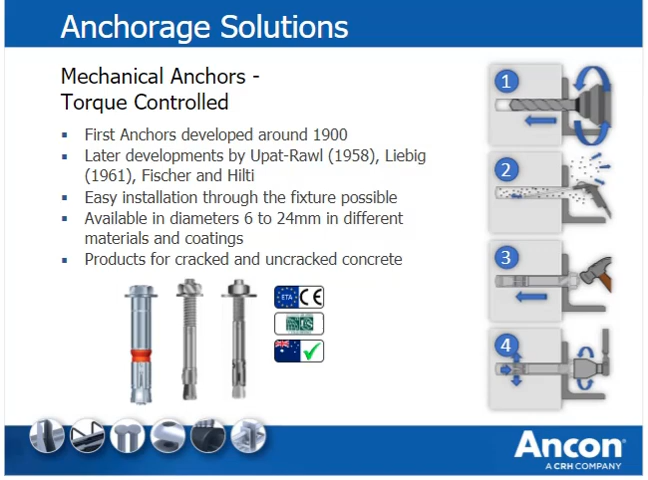 Anchorage Solutions
Mechanical Anchors -
Torque Controlled
▪ First Anchors developed around 1900
▪ Later developments by Upat-Rawl (1958), Liebig
(1961), Fischer and Hilti
▪ Easy installation through the fixture possible
▪ Available in diameters 6 to 24mm in different
materials and coatings
▪ Products for cracked and uncracked concrete
1
2
3
4
ETA CE
Ancon®
A CRH COMPANY